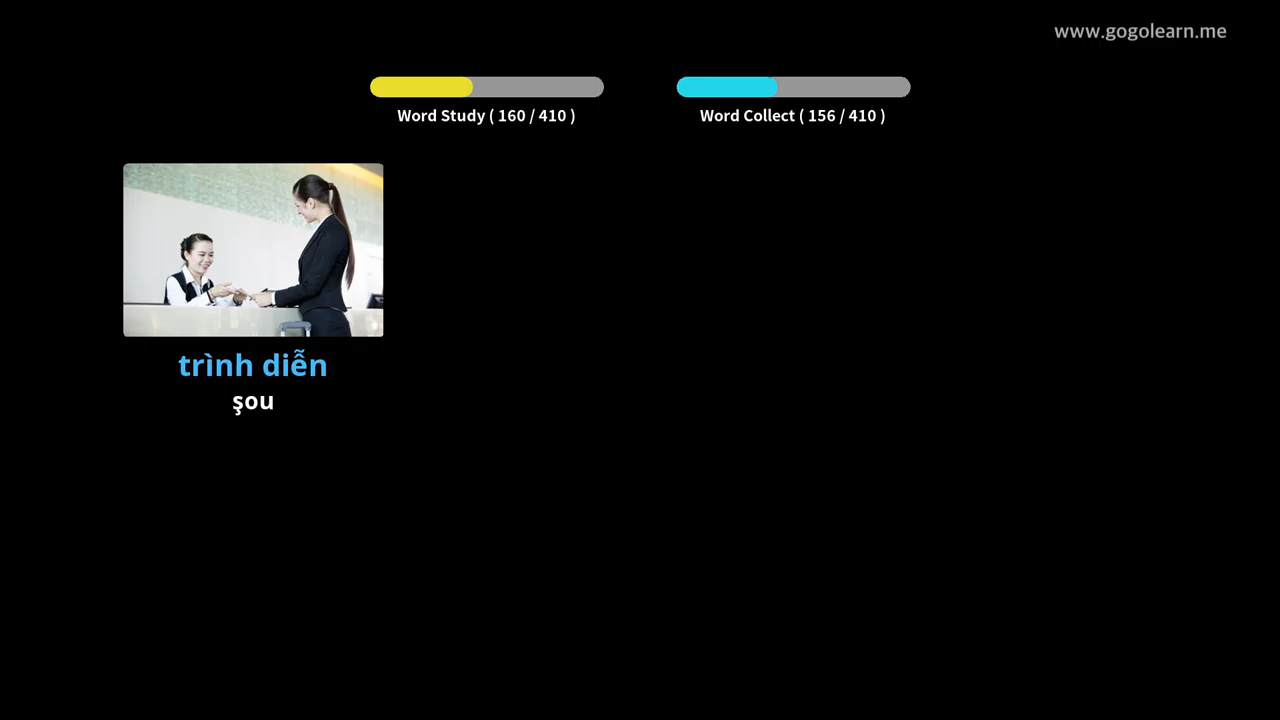 www.gogolearn.me
Word Study ( 160 / 410 )
Word Collect ( 156 / 410 )
trình diễn
şou